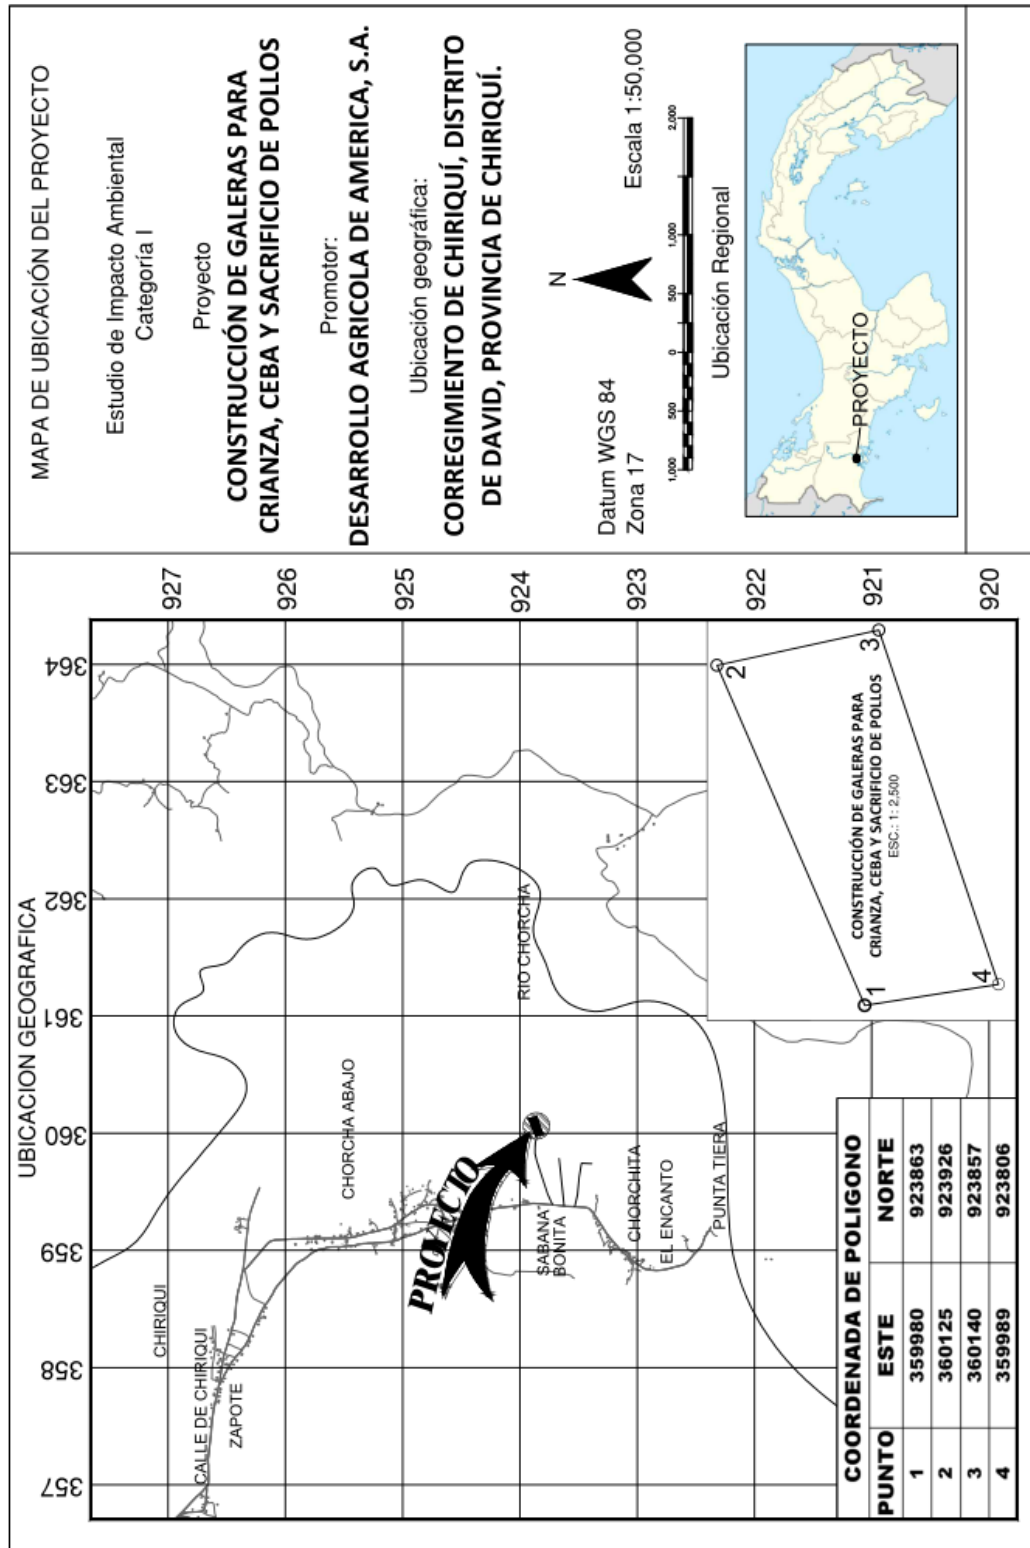 MAPA DE UBICACIÓN DEL PROYECTO
Estudio de Impacto Ambiental
Categoría I
Proyecto
CONSTRUCCIÓN DE GALERAS PARA
CRIANZA, CEBA Y SACRIFICIO DE POLLOS
Promotor:
DESARROLLO AGRICOLA DE AMERICA, S.A.
Ubicación geográfica:
CORREGIMIENTO DE CHIRIQUÍ, DISTRITO
DE DAVID, PROVINCIA DE CHIRIQUÍ.
N
Datum WGS 84
Zona 17
Escala 1:50,000
1,000 500 0 500 1,000 2,000
Ubicación Regional
PROYECTO
UBICACION GEOGRAFICA
357 358 359 360 361 362 363 364
927
926
925
924
923
922
921
920
CHIRIQUI
CALLE DE CHIRIQUI
ZAPOTE
CHORCHA ABAJO
PROYECTO
RIO CHORCHA
SABANA
BONITA
CHORCHITA
EL ENCANTO
PUNTA TIERA
1
2
3
4
CONSTRUCCIÓN DE GALERAS PARA
CRIANZA, CEBA Y SACRIFICIO DE POLLOS
ESC.: 1: 2,500
COORDENADA DE POLIGONO
PUNTO ESTE NORTE
1 359980 923863
2 360125 923926
3 360140 923857
4 359989 923806